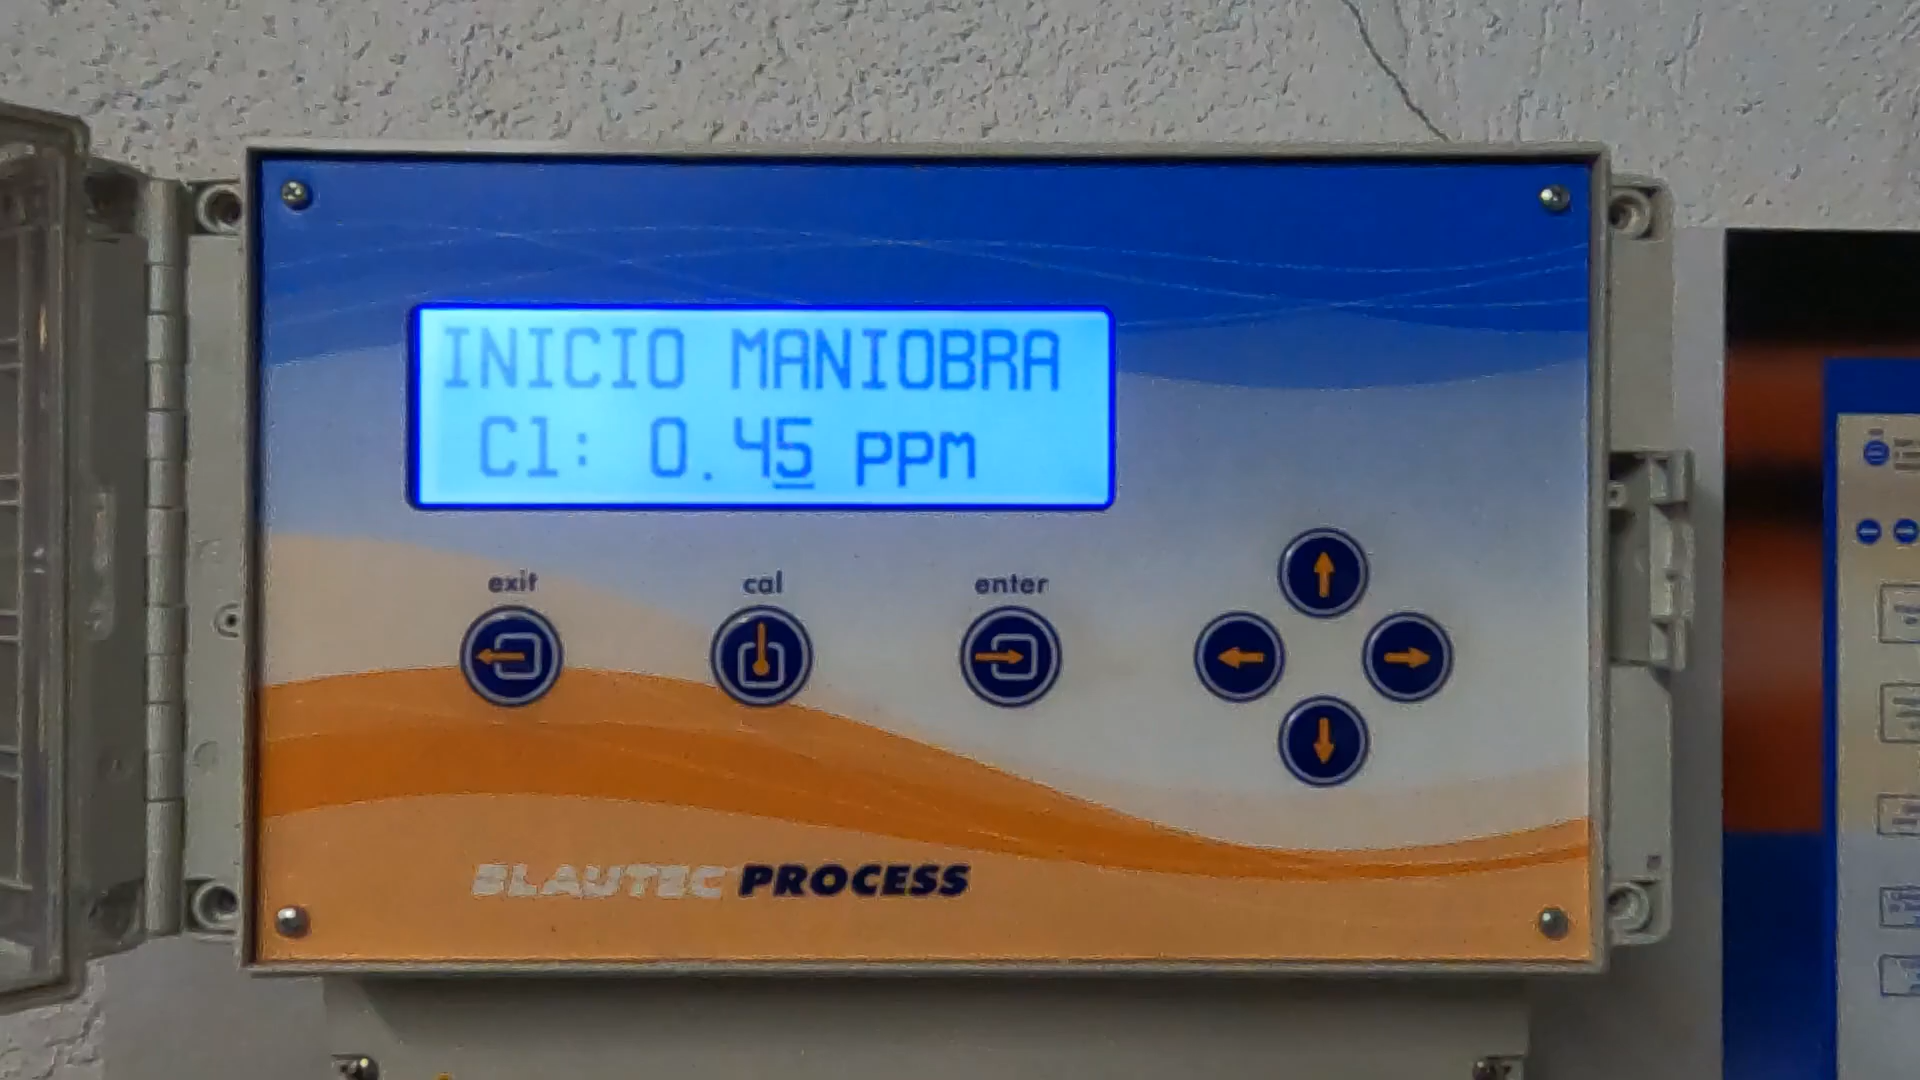 INICIO MANIOBRA
Cl: 0.45 PPM
exit
cal
enter
BLAUTEC PROCESS